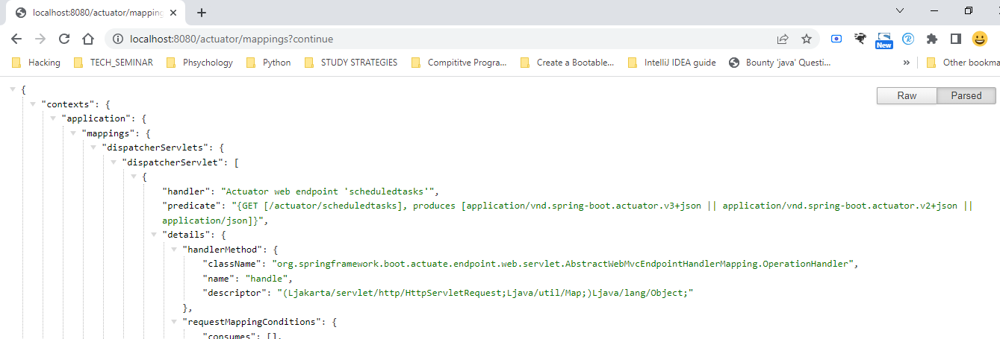 localhost:8080/actuator/mapping
localhost:8080/actuator/mappings?continue
New
Hacking TECH_SEMINAR Phsychology Python STUDY STRATEGIES Compititve Progra... Create a Bootable... IntelliJ IDEA guide Bounty 'java' Questi... » Other bookma
Raw Parsed
{
"contexts": {
"application": {
"mappings": {
"dispatcherServlets": {
"dispatcherServlet": [
{
"handler": "Actuator web endpoint 'scheduledtasks'",
"predicate": "{GET [/actuator/scheduledtasks], produces [application/vnd.spring-boot.actuator.v3+json || application/vnd.spring-boot.actuator.v2+json ||
application/json]}",
"details": {
"handlerMethod": {
"className": "org.springframework.boot.actuate.endpoint.web.servlet.AbstractWebMvcEndpointHandlerMapping.OperationHandler",
"name": "handle",
"descriptor": "(Ljakarta/servlet/http/HttpServletRequest;Ljava/util/Map;)Ljava/lang/Object;"
},
"requestMappingConditions": {
"consumes": [],